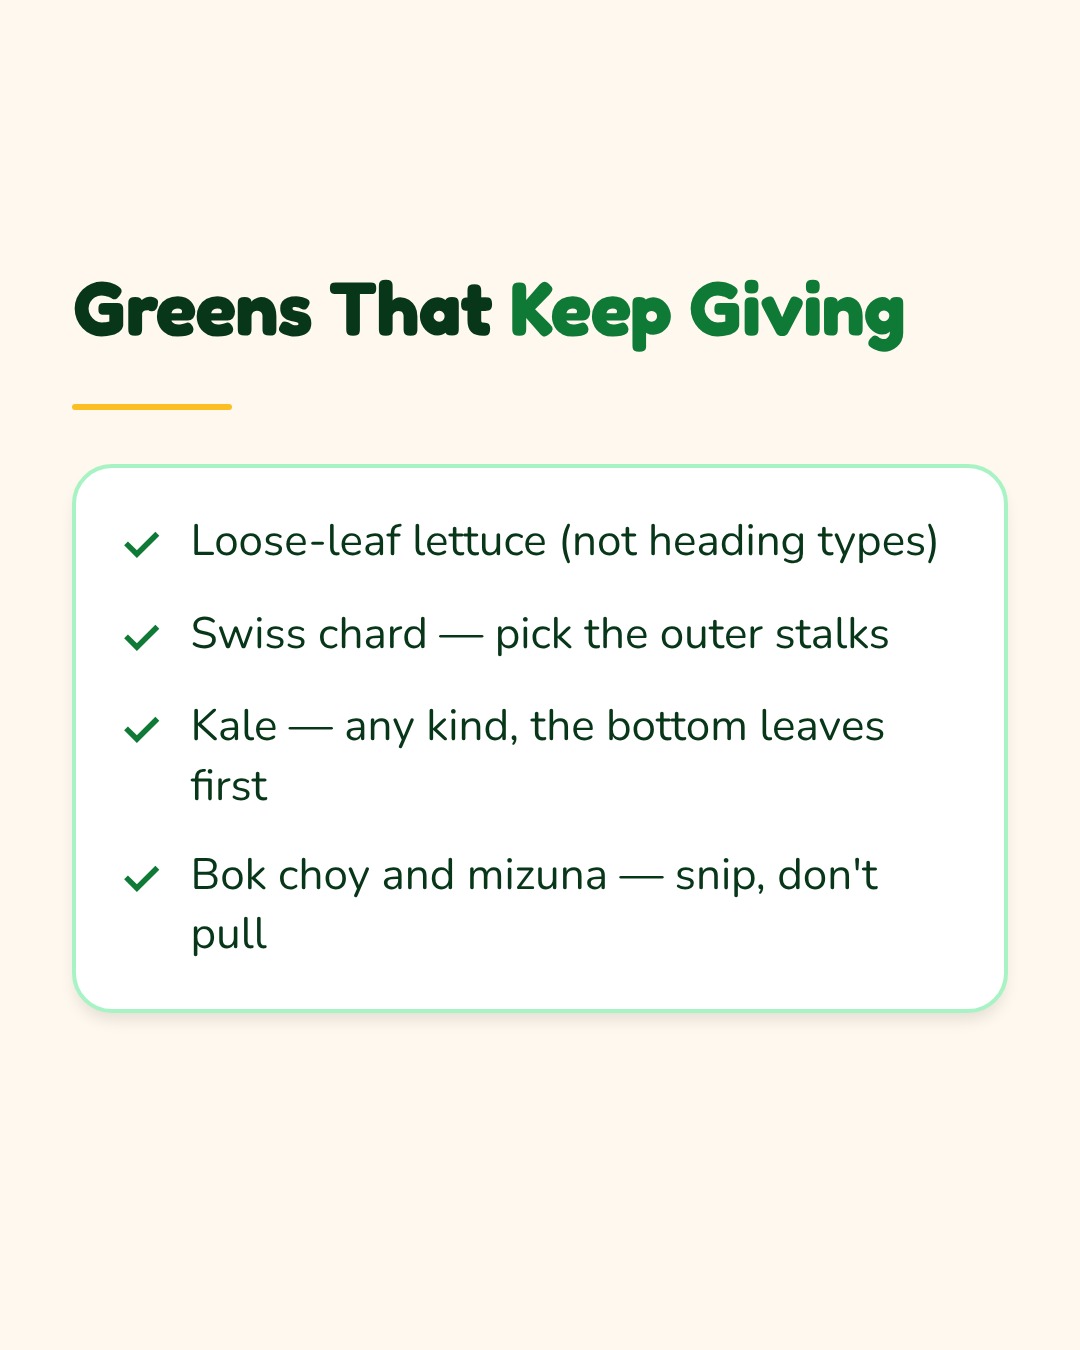 Greens That Keep Giving
Loose-leaf lettuce (not heading types)
Swiss chard — pick the outer stalks
Kale — any kind, the bottom leaves
first
Bok choy and mizuna — snip, don't
pull